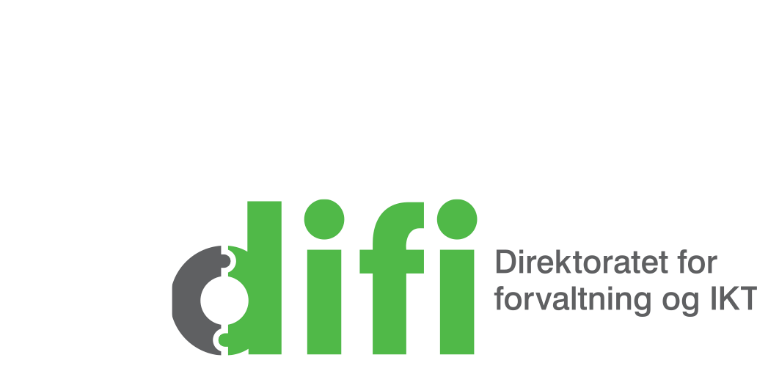 difi
Direktoratet for
forvaltning og IKT